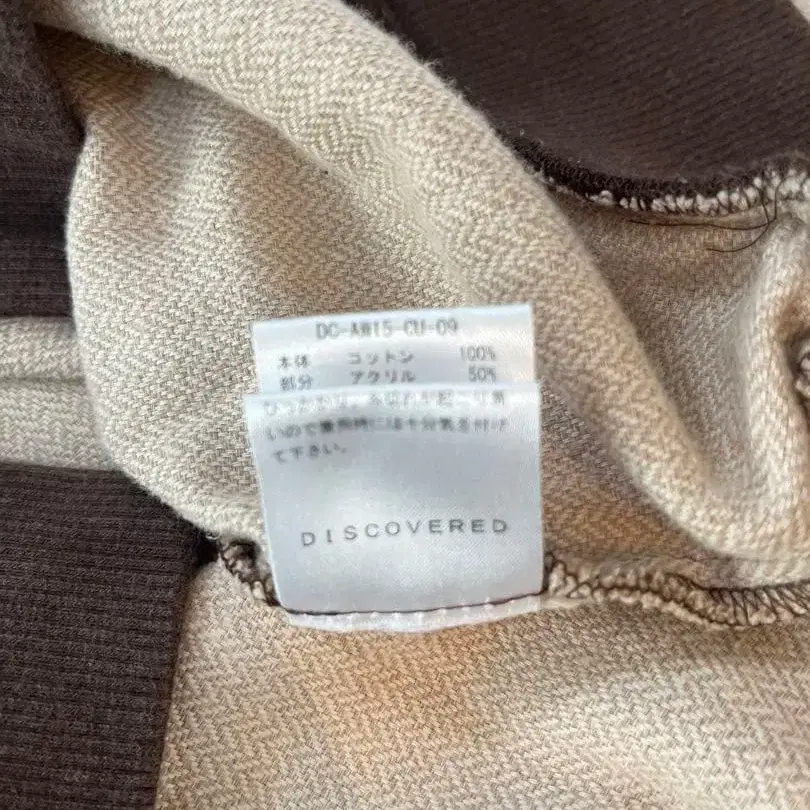 DC-AW15-CU-09
本体 コットン 100%
部分 アクリル 50%
いので着用時には十分気を付け
て下さい。
DISCOVERED